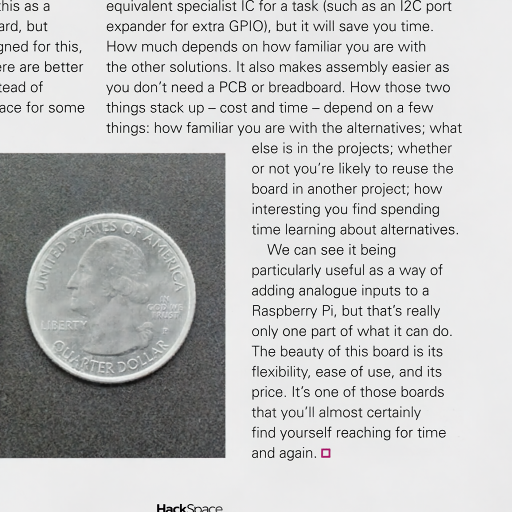 this as a
ard, but
gned for this,
ere are better
tead of
ace for some
equivalent specialist IC for a task (such as an I2C port
expander for extra GPIO), but it will save you time.
How much depends on how familiar you are with
the other solutions. It also makes assembly easier as
you don't need a PCB or breadboard. How those two
things stack up – cost and time – depend on a few
things: how familiar you are with the alternatives; what
else is in the projects; whether
or not you're likely to reuse the
board in another project; how
interesting you find spending
time learning about alternatives.
We can see it being
particularly useful as a way of
adding analogue inputs to a
Raspberry Pi, but that's really
only one part of what it can do.
The beauty of this board is its
flexibility, ease of use, and its
price. It's one of those boards
that you'll almost certainly
find yourself reaching for time
and again.
UNITED STATES OF AMERICA
LIBERTY
IN
GOD WE
TRUST
QUARTER DOLLAR
HackSpace